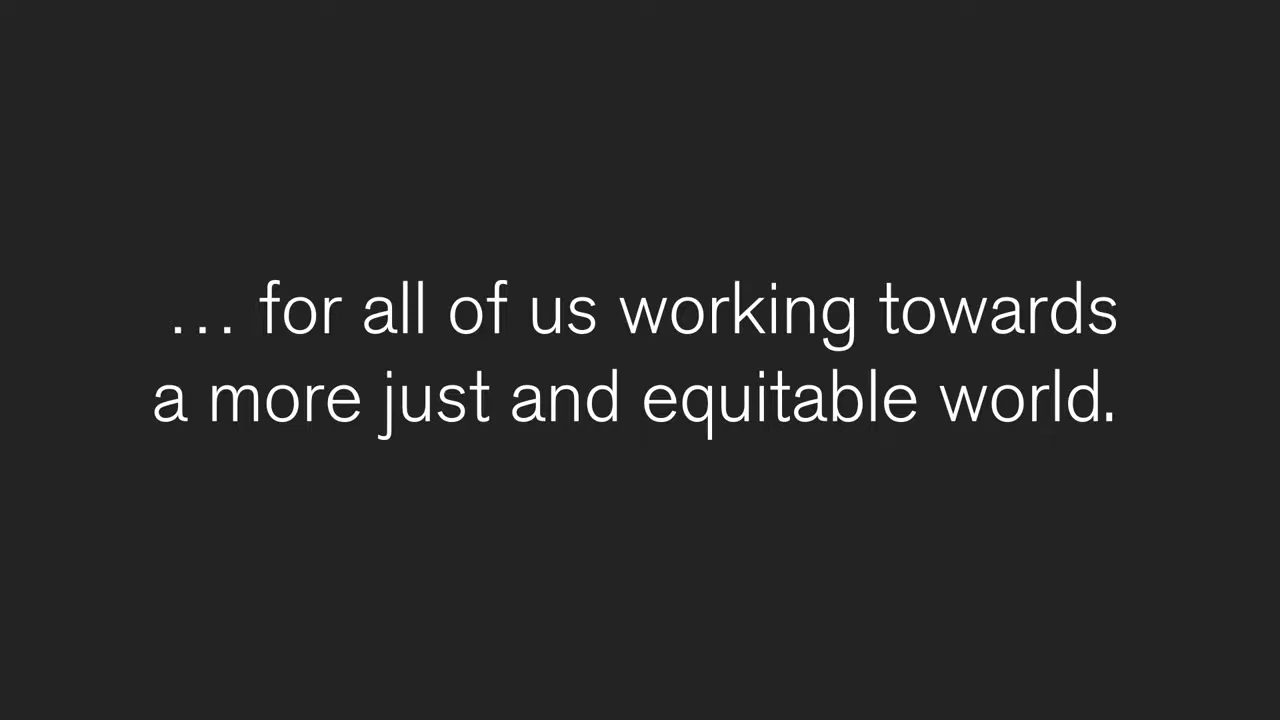 … for all of us working towards
a more just and equitable world.